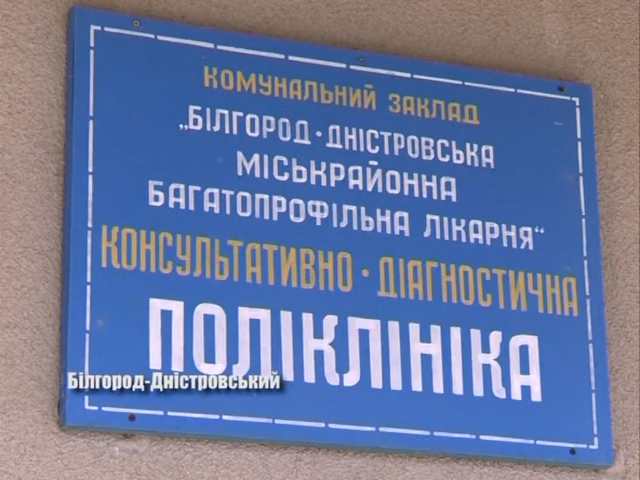 КОМУНАЛЬНИЙ ЗАКЛАД
„БІЛГОРОД-ДНІСТРОВСЬКА
МІСЬКРАЙОННА
БАГАТОПРОФІЛЬНА ЛІКАРНЯ“
КОНСУЛЬТАТИВНО-ДІАГНОСТИЧНА
ПОЛІКЛІНІКА
Білгород-Дністровський